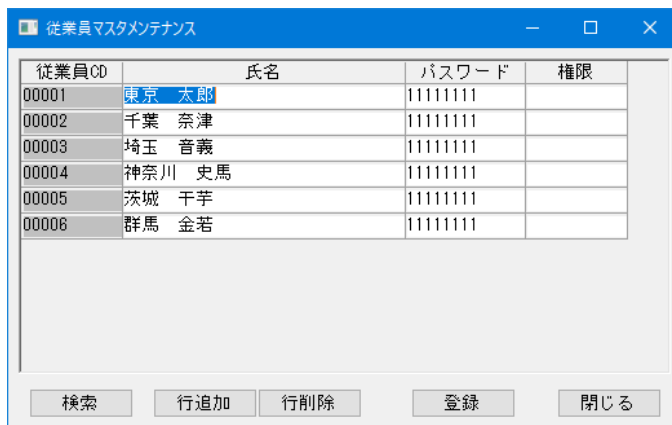 従業員マスタメンテナンス
従業員CD 氏名 パスワード 権限
00001 東京　太郎 11111111
00002 千葉　奈津 11111111
00003 埼玉　音義 11111111
00004 神奈川　史馬 11111111
00005 茨城　干芋 11111111
00006 群馬　金若 11111111
検索 行追加 行削除 登録 閉じる